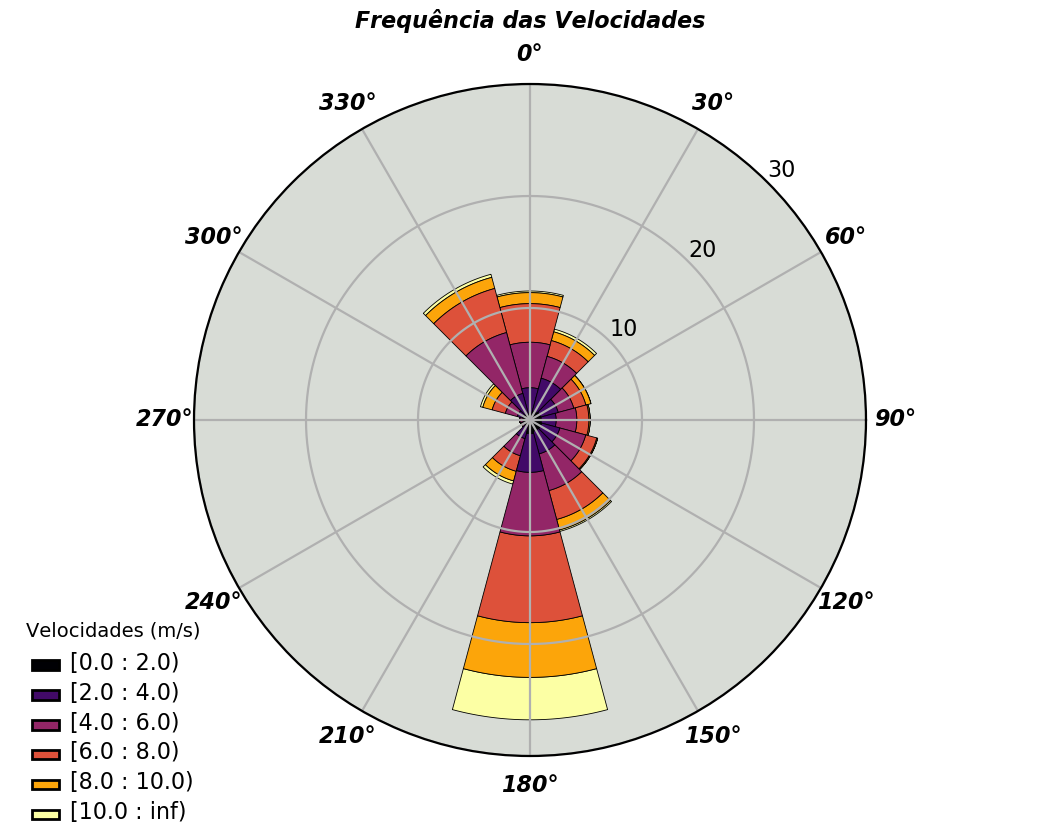 Frequência das Velocidades
0°
330°
30°
30
300°
60°
20
10
270°
90°
240°
120°
210°
150°
180°
Velocidades (m/s)
[0.0 : 2.0)
[2.0 : 4.0)
[4.0 : 6.0)
[6.0 : 8.0)
[8.0 : 10.0)
[10.0 : inf)